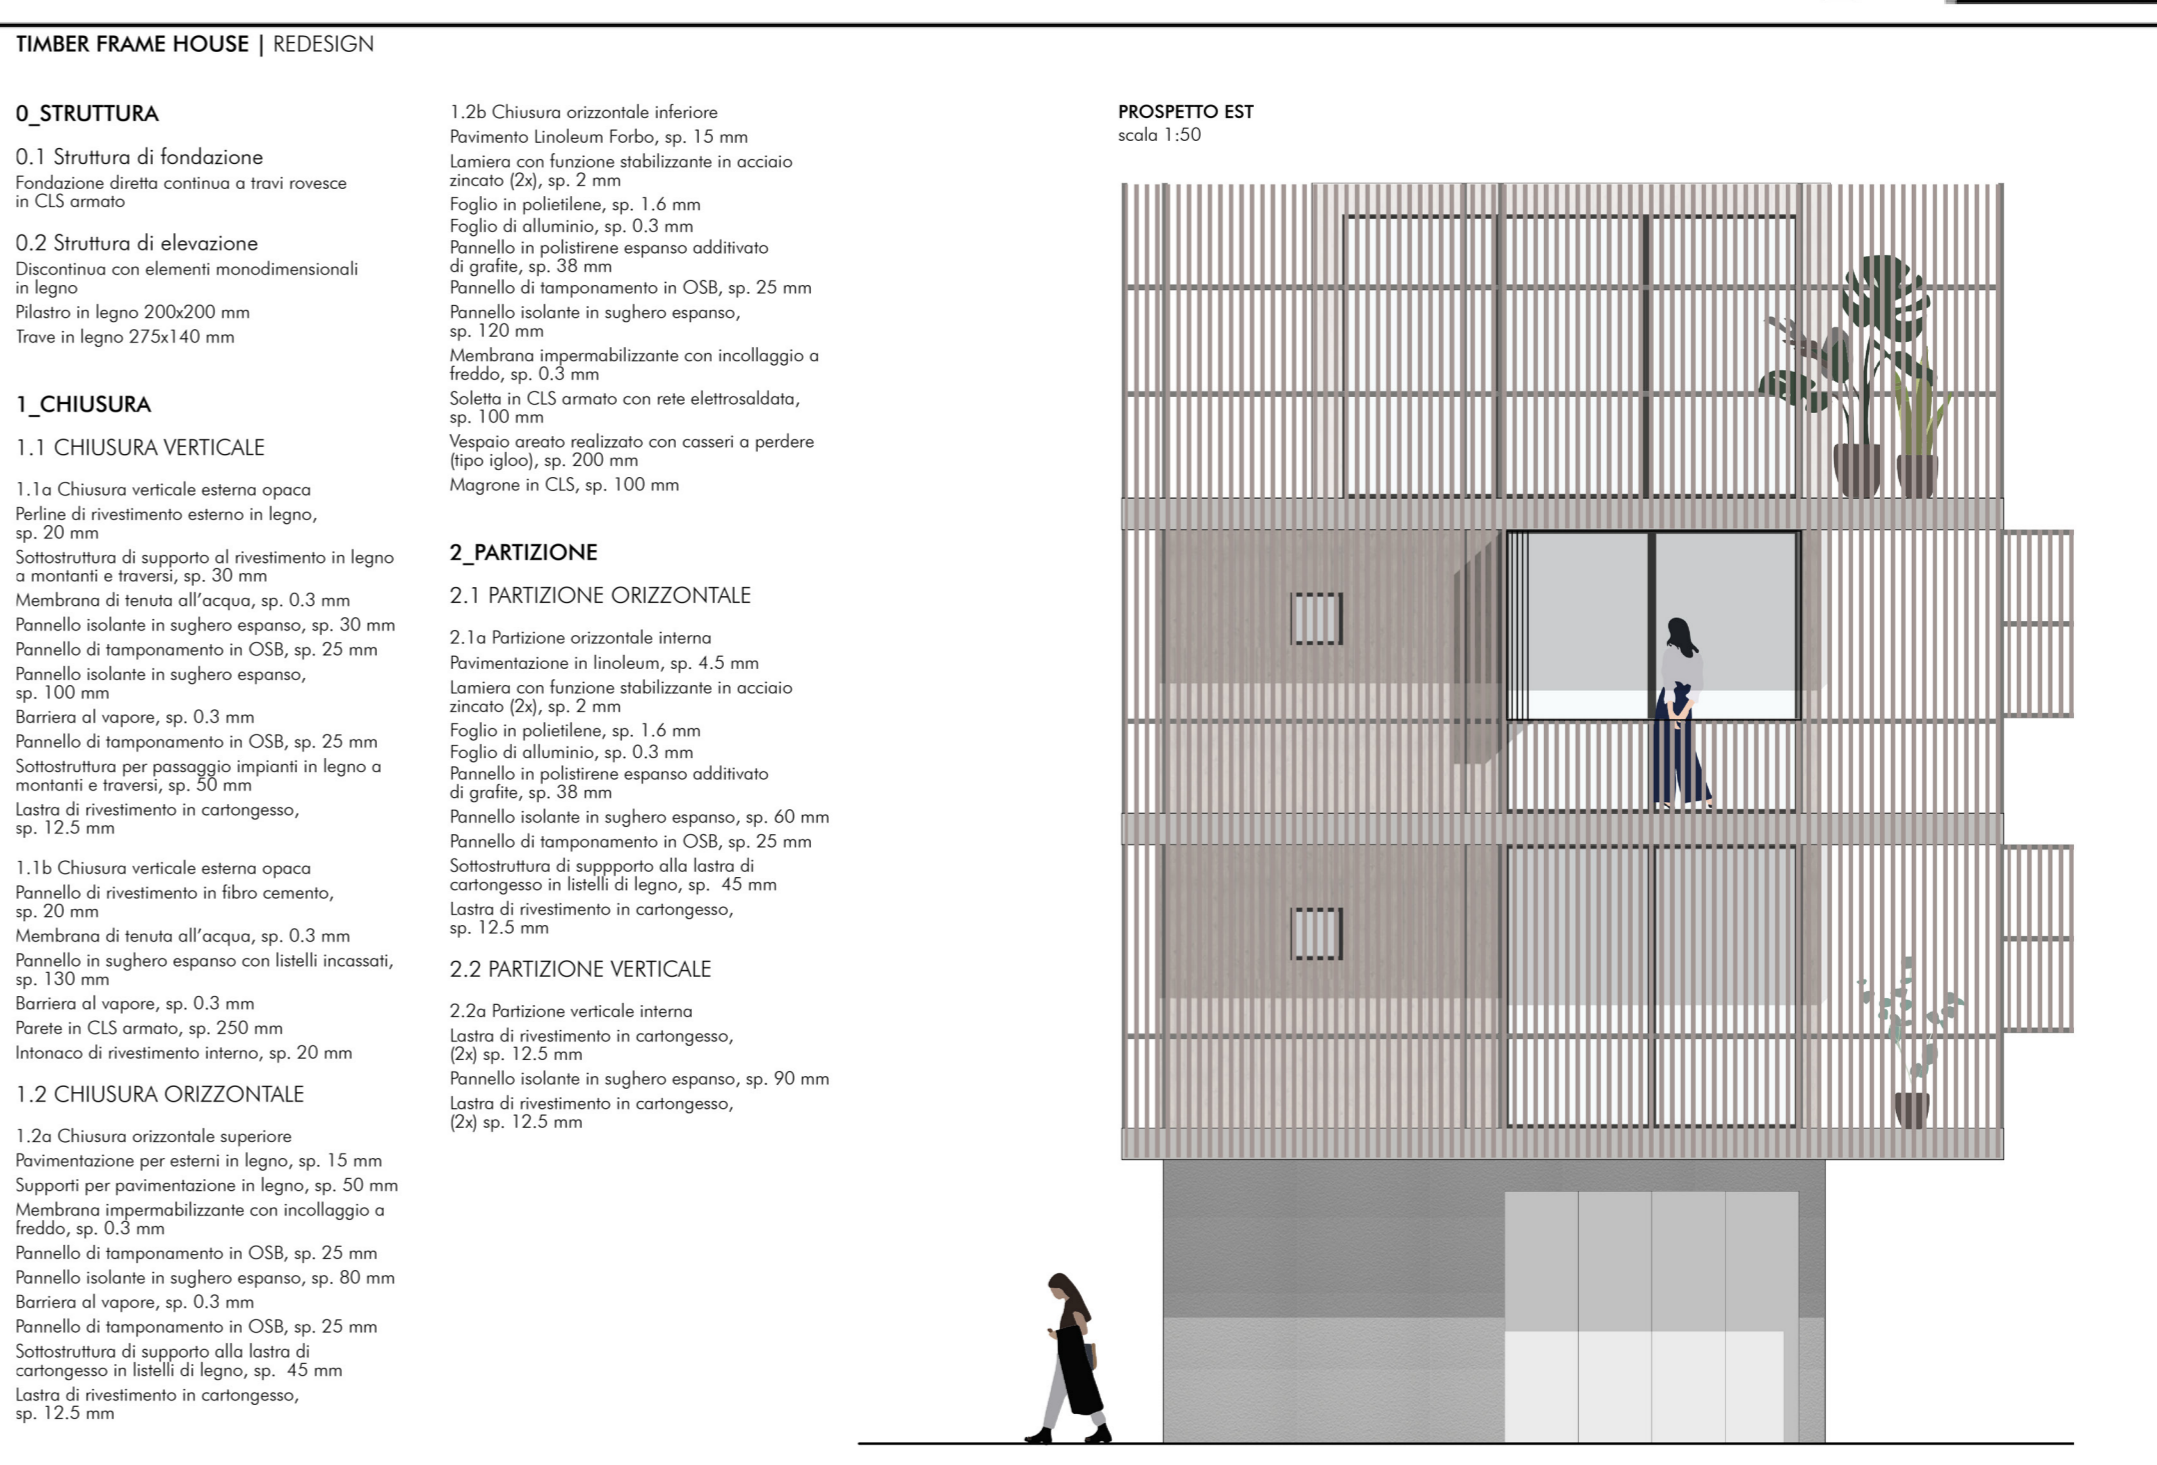 TIMBER FRAME HOUSE | REDESIGN
0_STRUTTURA
0.1 Struttura di fondazione
Fondazione diretta continua a travi rovesce
in CLS armato
0.2 Struttura di elevazione
Discontinua con elementi monodimensionali
in legno
Pilastro in legno 200x200 mm
Trave in legno 275x140 mm
1_CHIUSURA
1.1 CHIUSURA VERTICALE
1.1a Chiusura verticale esterna opaca
Perline di rivestimento esterno in legno,
sp. 20 mm
Sottostruttura di supporto al rivestimento in legno
a montanti e traversi, sp. 30 mm
Membrana di tenuta all'acqua, sp. 0.3 mm
Pannello isolante in sughero espanso, sp. 30 mm
Pannello di tamponamento in OSB, sp. 25 mm
Pannello isolante in sughero espanso,
sp. 100 mm
Barriera al vapore, sp. 0.3 mm
Pannello di tamponamento in OSB, sp. 25 mm
Sottostruttura per passaggio impianti in legno a
montanti e traversi, sp. 50 mm
Lastra di rivestimento in cartongesso,
sp. 12.5 mm
1.1b Chiusura verticale esterna opaca
Pannello di rivestimento in fibro cemento,
sp. 20 mm
Membrana di tenuta all'acqua, sp. 0.3 mm
Pannello in sughero espanso con listelli incassati,
sp. 130 mm
Barriera al vapore, sp. 0.3 mm
Parete in CLS armato, sp. 250 mm
Intonaco di rivestimento interno, sp. 20 mm
1.2 CHIUSURA ORIZZONTALE
1.2a Chiusura orizzontale superiore
Pavimentazione per esterni in legno, sp. 15 mm
Supporti per pavimentazione in legno, sp. 50 mm
Membrana impermabilizzante con incollaggio a
freddo, sp. 0.3 mm
Pannello di tamponamento in OSB, sp. 25 mm
Pannello isolante in sughero espanso, sp. 80 mm
Barriera al vapore, sp. 0.3 mm
Pannello di tamponamento in OSB, sp. 25 mm
Sottostruttura di supporto alla lastra di
cartongesso in listelli di legno, sp. 45 mm
Lastra di rivestimento in cartongesso,
sp. 12.5 mm
1.2b Chiusura orizzontale inferiore
Pavimento Linoleum Forbo, sp. 15 mm
Lamiera con funzione stabilizzante in acciaio
zincato (2x), sp. 2 mm
Foglio in polietilene, sp. 1.6 mm
Foglio di alluminio, sp. 0.3 mm
Pannello in polistirene espanso additivato
di grafite, sp. 38 mm
Pannello di tamponamento in OSB, sp. 25 mm
Pannello isolante in sughero espanso,
sp. 120 mm
Membrana impermabilizzante con incollaggio a
freddo, sp. 0.3 mm
Soletta in CLS armato con rete elettrosaldata,
sp. 100 mm
Vespaio areato realizzato con casseri a perdere
(tipo igloo), sp. 200 mm
Magrone in CLS, sp. 100 mm
2_PARTIZIONE
2.1 PARTIZIONE ORIZZONTALE
2.1a Partizione orizzontale interna
Pavimentazione in linoleum, sp. 4.5 mm
Lamiera con funzione stabilizzante in acciaio
zincato (2x), sp. 2 mm
Foglio in polietilene, sp. 1.6 mm
Foglio di alluminio, sp. 0.3 mm
Pannello in polistirene espanso additivato
di grafite, sp. 38 mm
Pannello isolante in sughero espanso, sp. 60 mm
Pannello di tamponamento in OSB, sp. 25 mm
Sottostruttura di suppporto alla lastra di
cartongesso in listelli di legno, sp. 45 mm
Lastra di rivestimento in cartongesso,
sp. 12.5 mm
2.2 PARTIZIONE VERTICALE
2.2a Partizione verticale interna
Lastra di rivestimento in cartongesso,
(2x) sp. 12.5 mm
Pannello isolante in sughero espanso, sp. 90 mm
Lastra di rivestimento in cartongesso,
(2x) sp. 12.5 mm
PROSPETTO EST
scala 1:50